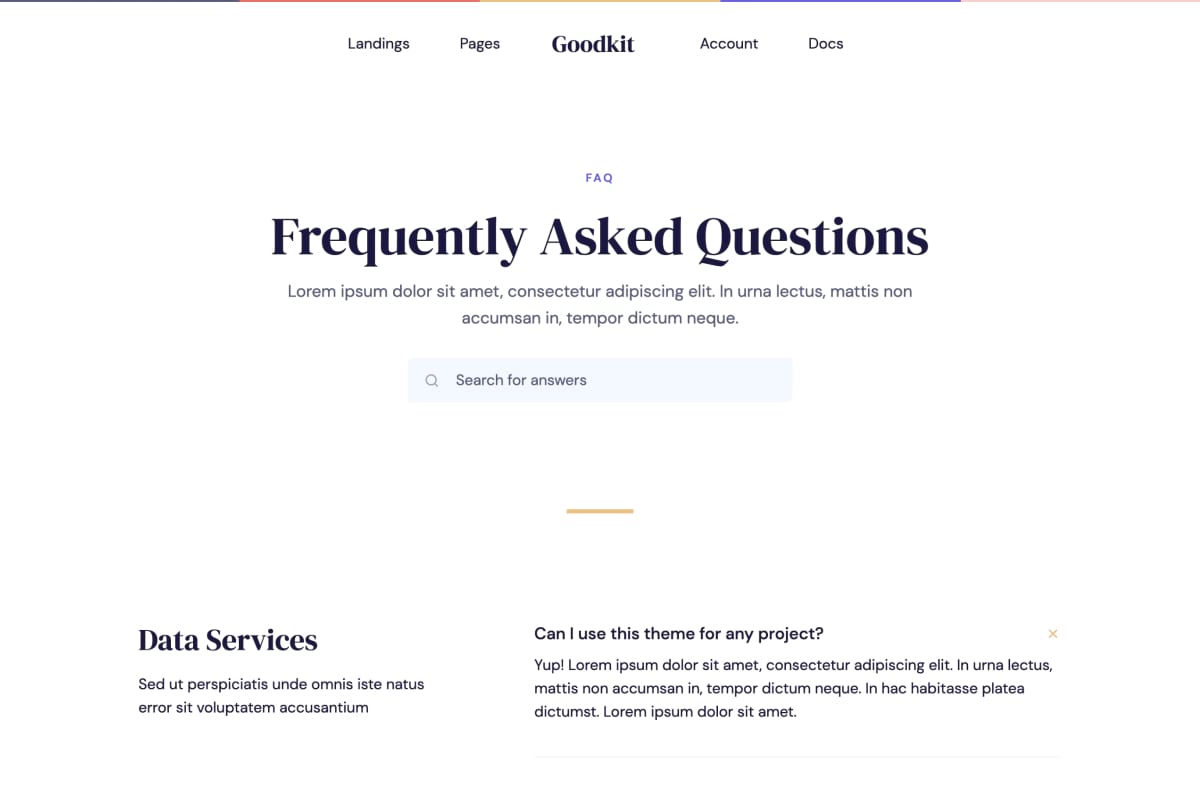 Landings Pages Goodkit Account Docs
FAQ
Frequently Asked Questions
Lorem ipsum dolor sit amet, consectetur adipiscing elit. In urna lectus, mattis non
accumsan in, tempor dictum neque.
Search for answers
Data Services
Sed ut perspiciatis unde omnis iste natus
error sit voluptatem accusantium
Can I use this theme for any project?
Yup! Lorem ipsum dolor sit amet, consectetur adipiscing elit. In urna lectus,
mattis non accumsan in, tempor dictum neque. In hac habitasse platea
dictumst. Lorem ipsum dolor sit amet.